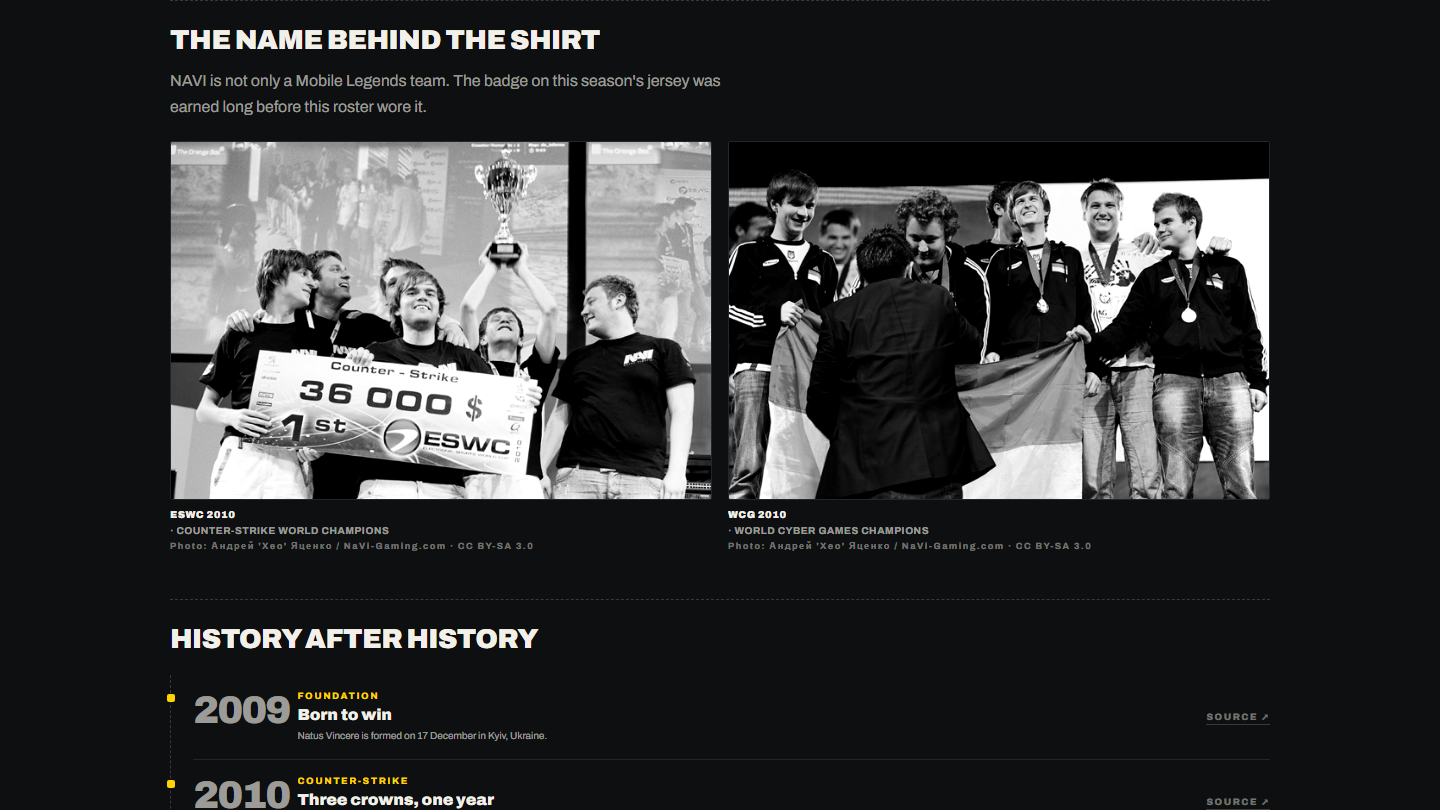 THE NAME BEHIND THE SHIRT
NAVI is not only a Mobile Legends team. The badge on this season's jersey was
earned long before this roster wore it.
The Orange Box
NAVI
Counter - Strike
36 000 $
1st
ESWC
ESWC 2010
· COUNTER-STRIKE WORLD CHAMPIONS
Photo: Андрей 'Xeo' Яценко / NaVi-Gaming.com · CC BY-SA 3.0
WCG 2010
· WORLD CYBER GAMES CHAMPIONS
Photo: Андрей 'Xeo' Яценко / NaVi-Gaming.com · CC BY-SA 3.0
HISTORY AFTER HISTORY
2009
FOUNDATION
Born to win
Natus Vincere is formed on 17 December in Kyiv, Ukraine.
SOURCE ↗
2010
COUNTER-STRIKE
Three crowns, one year
SOURCE ↗